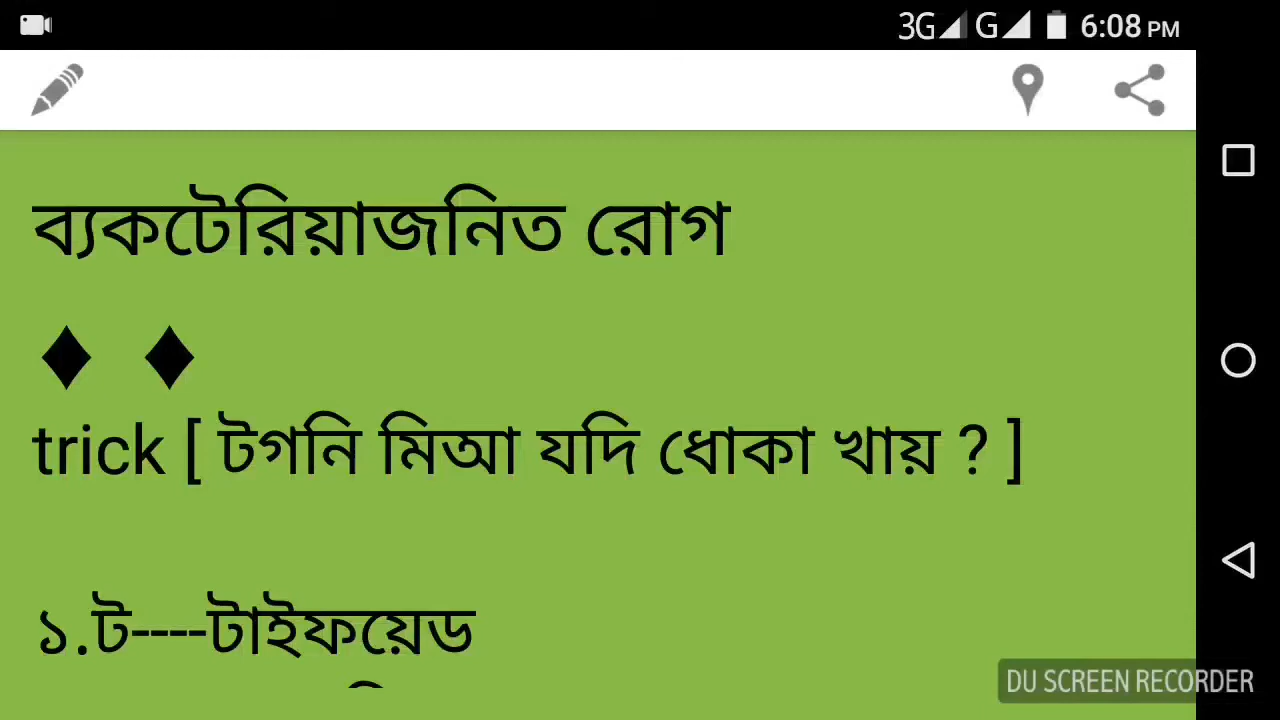 3G G 6:08 PM
ব্যকটেরিয়াজনিত রোগ
♦ ♦
trick [ টগনি মিআ যদি ধোকা খায় ? ]
১.ট----টাইফয়েড
DU SCREEN RECORDER